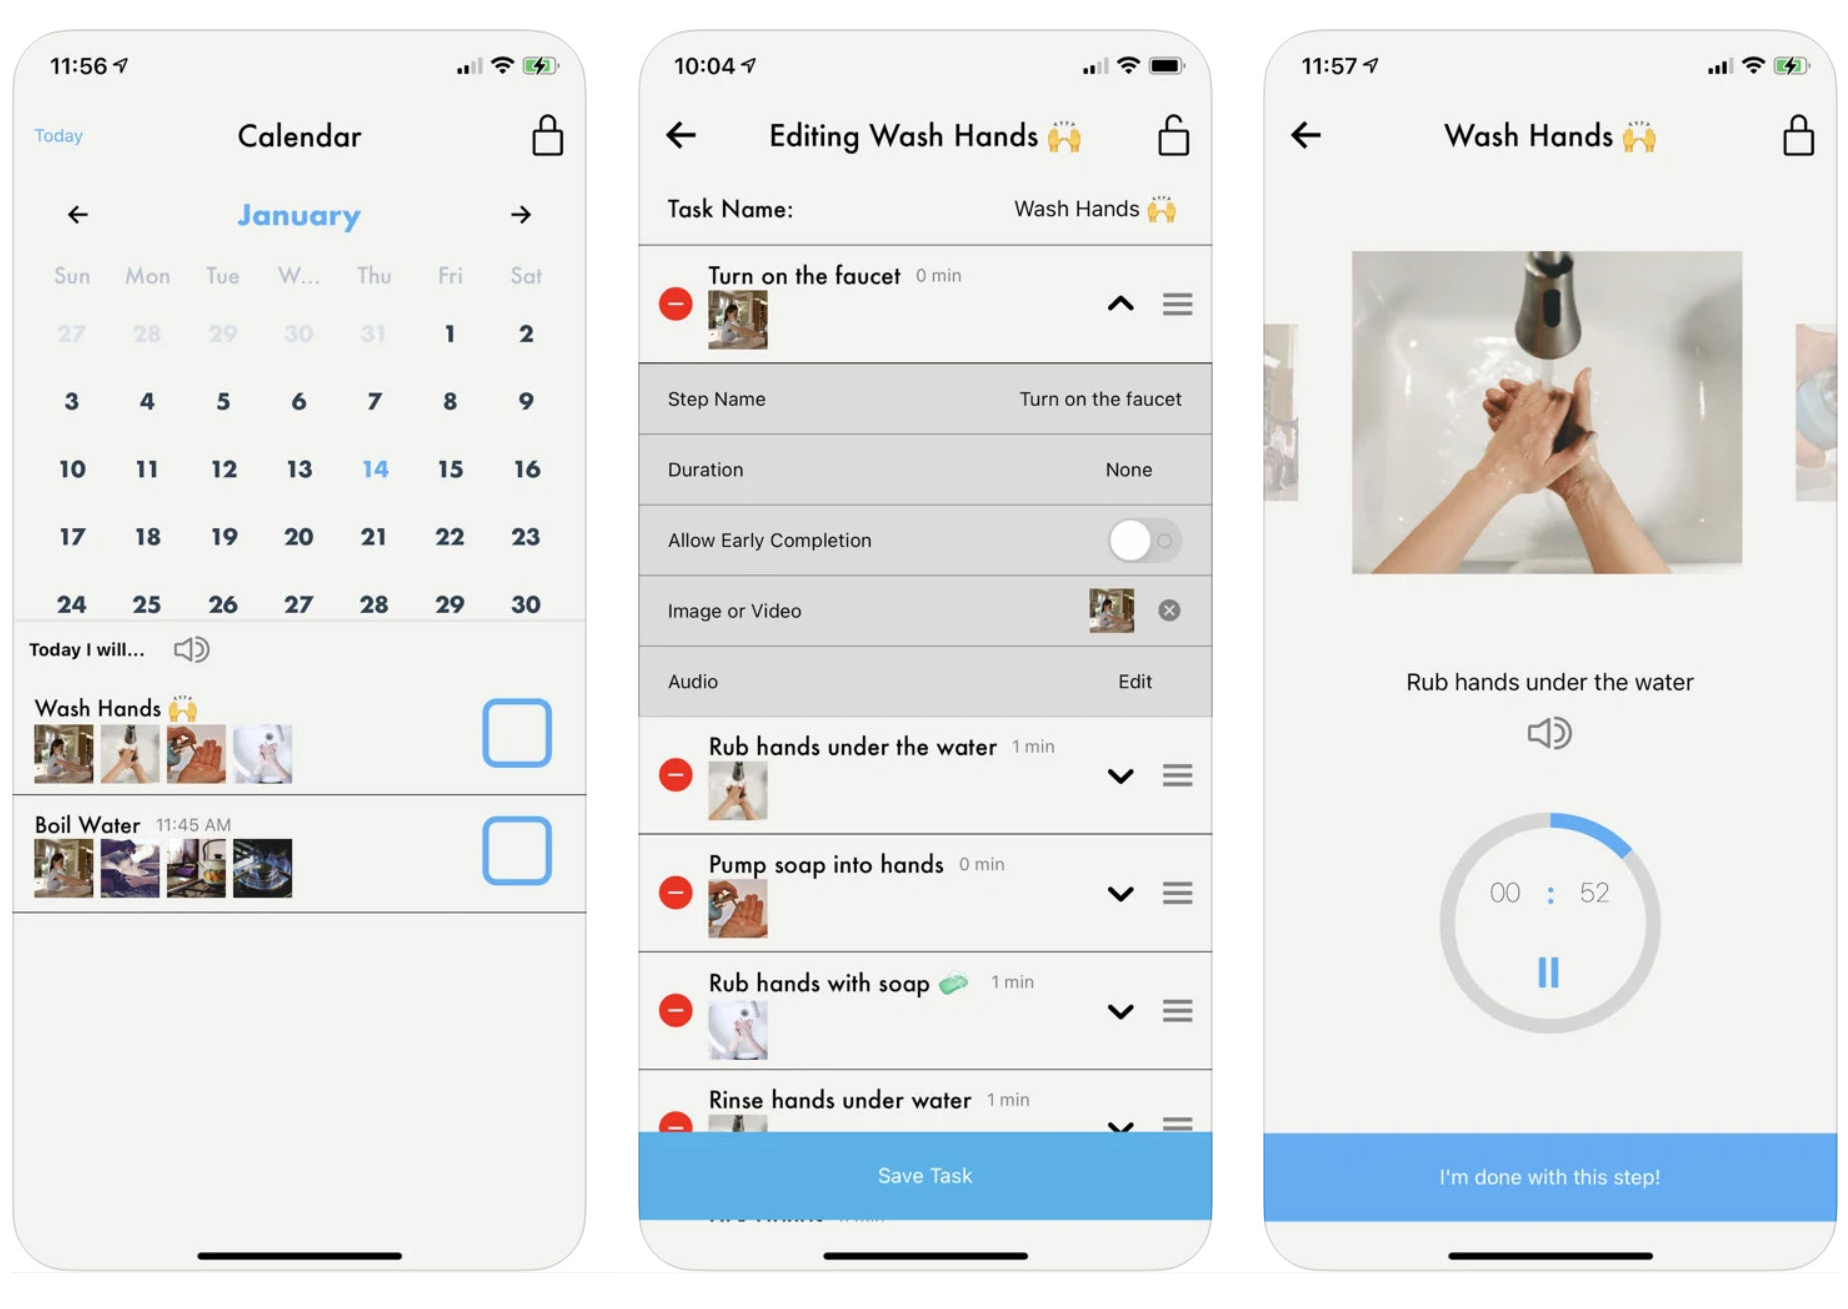 11:56
Today
Calendar
January
Sun Mon Tue W... Thu Fri Sat
27 28 29 30 31 1 2
3 4 5 6 7 8 9
10 11 12 13 14 15 16
17 18 19 20 21 22 23
24 25 26 27 28 29 30
Today I will...
Wash Hands 🙌
Boil Water 11:45 AM
10:04
Editing Wash Hands 🙌
Task Name: Wash Hands 🙌
Turn on the faucet 0 min
Step Name Turn on the faucet
Duration None
Allow Early Completion
Image or Video
Audio Edit
Rub hands under the water 1 min
Pump soap into hands 0 min
Rub hands with soap 🧼 1 min
Rinse hands under water 1 min
Save Task
11:57
Wash Hands 🙌
Rub hands under the water
00 : 52
I'm done with this step!